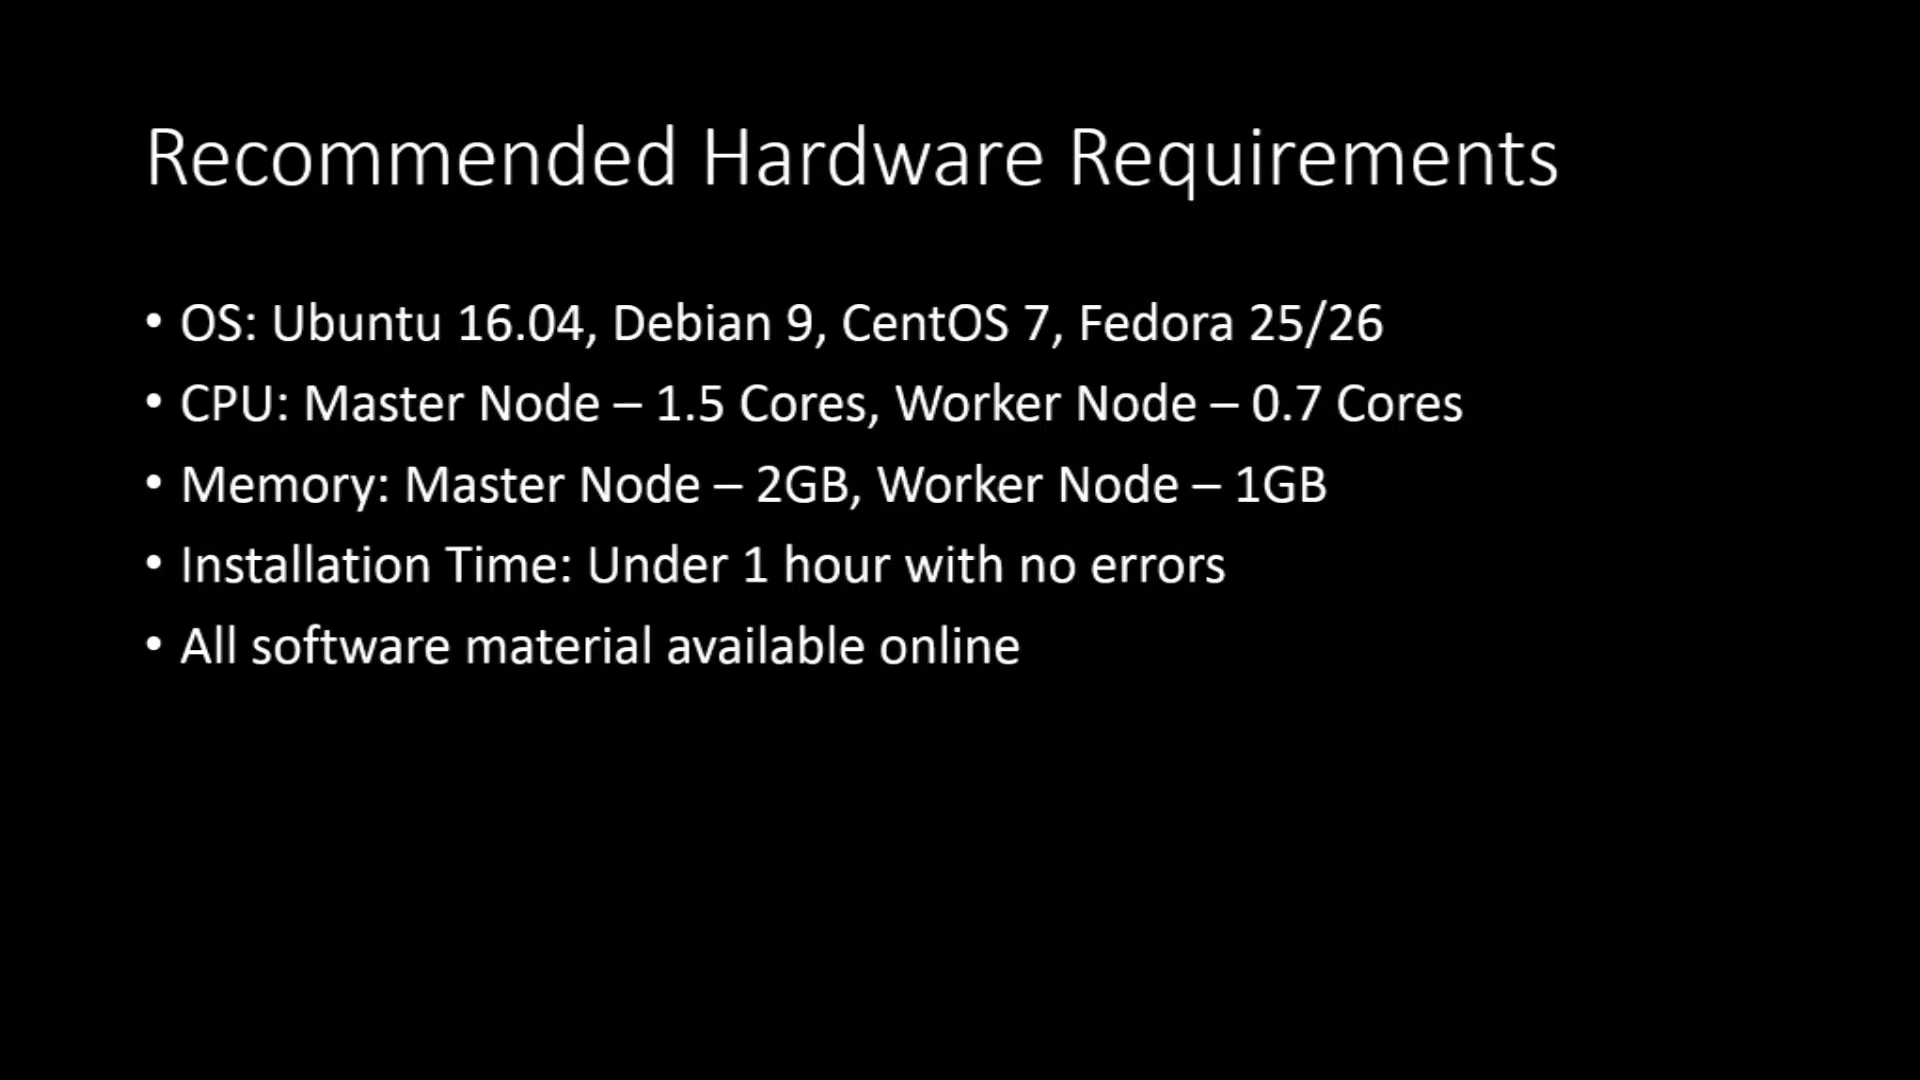 Recommended Hardware Requirements
• OS: Ubuntu 16.04, Debian 9, CentOS 7, Fedora 25/26
• CPU: Master Node – 1.5 Cores, Worker Node – 0.7 Cores
• Memory: Master Node – 2GB, Worker Node – 1GB
• Installation Time: Under 1 hour with no errors
• All software material available online